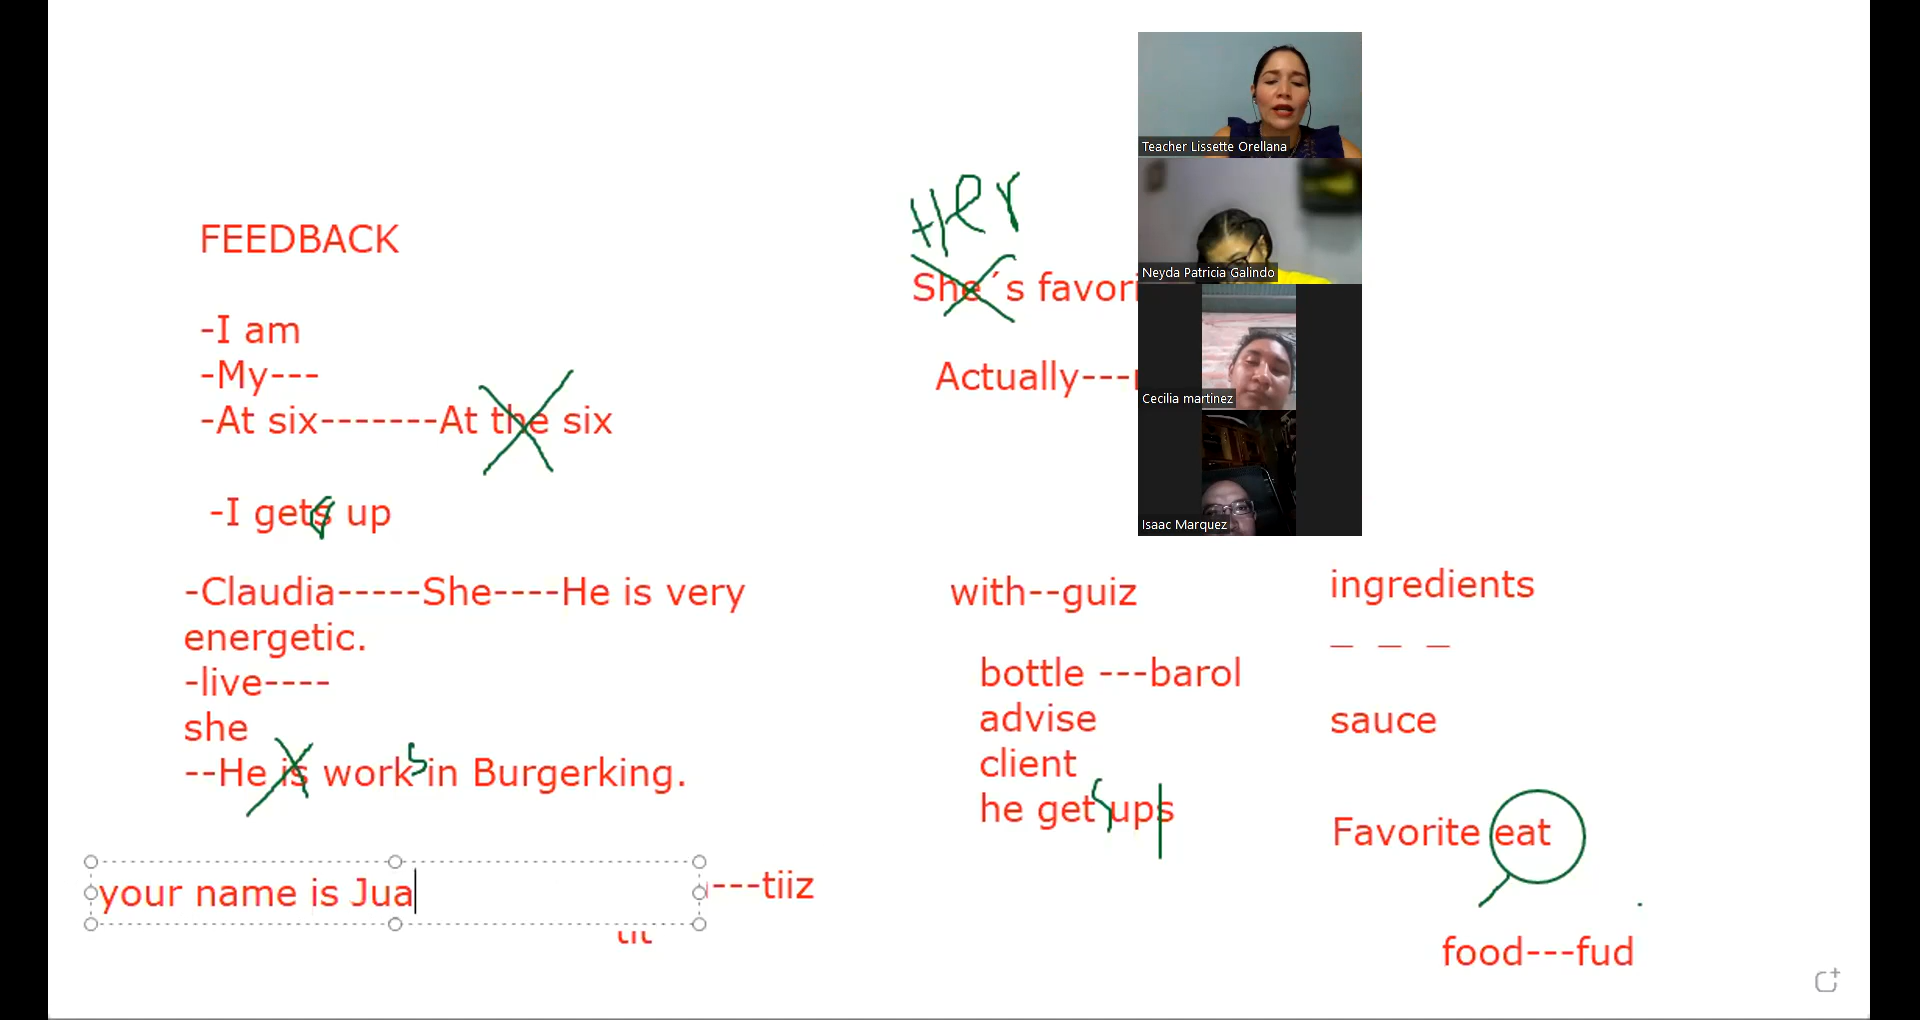 FEEDBACK
-I am
-My---
-At six-------At the six
-I gets up
-Claudia-----She----He is very
energetic.
-live----
she
--He is work s in Burgerking.
your name is Jua
---tiiz
Her
She´s favori
Actually---
with--guiz
bottle ---barol
advise
client
he get s ups
ingredients
_ _ _
sauce
Favorite eat
food---fud
Teacher Lissette Orellana
Neyda Patricia Galindo
Cecilia martinez
Isaac Marquez